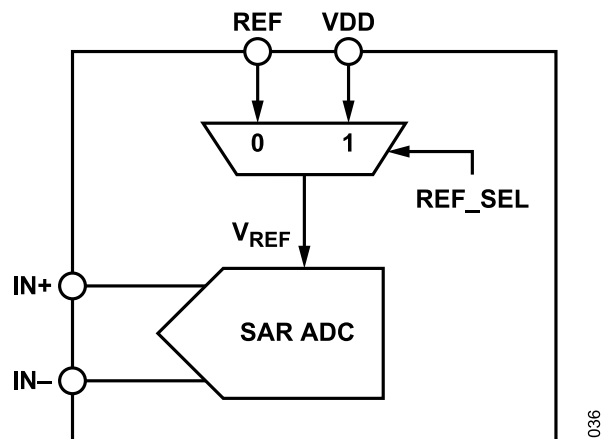 REF VDD
0 1
REF_SEL
VREF
IN+
SAR ADC
IN–
036